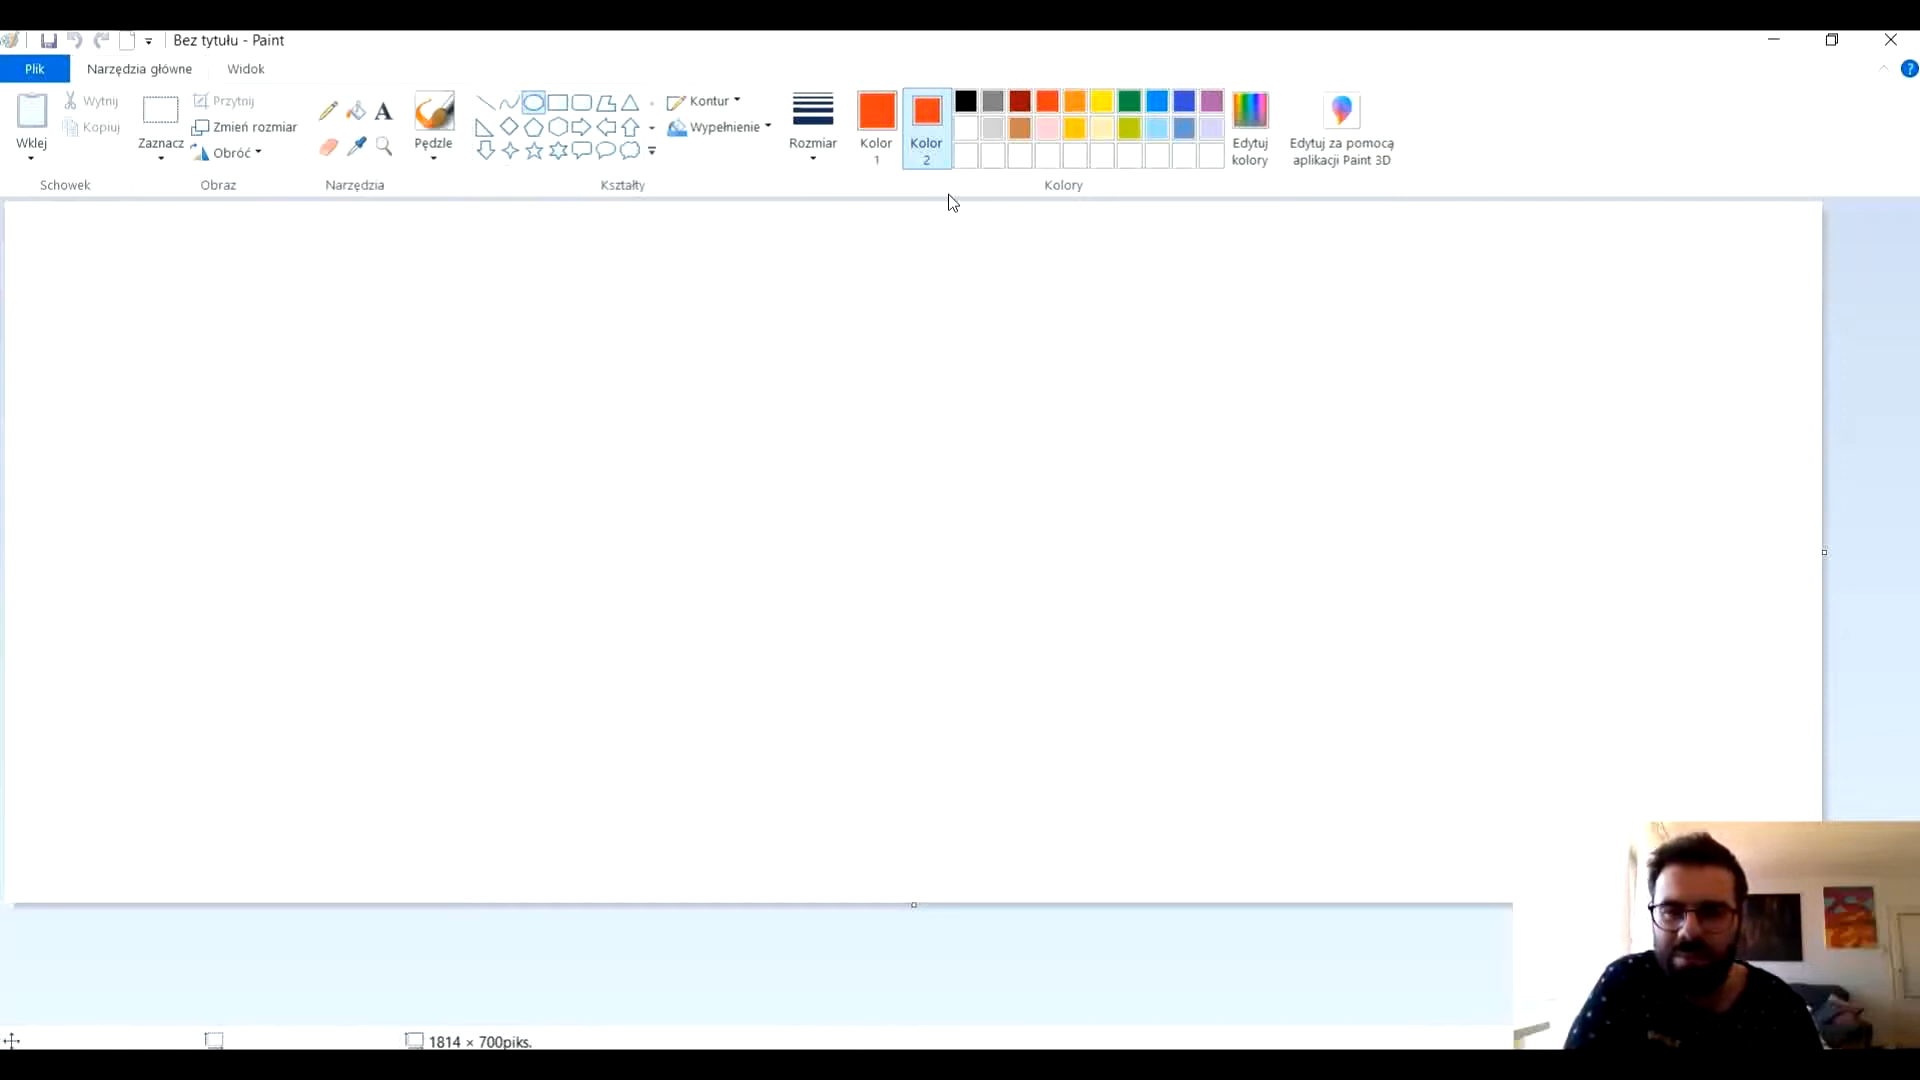 Bez tytułu - Paint
Plik
Narzędzia główne
Widok
Wklej
Wytnij
Kopiuj
Schowek
Zaznacz
Przytnij
Zmień rozmiar
Obróć
Obraz
A
Narzędzia
Pędzle
Kontur
Wypełnienie
Kształty
Rozmiar
Kolor
1
Kolor
2
Kolory
Edytuj
kolory
Edytuj za pomocą
aplikacji Paint 3D
?
1814 × 700piks.